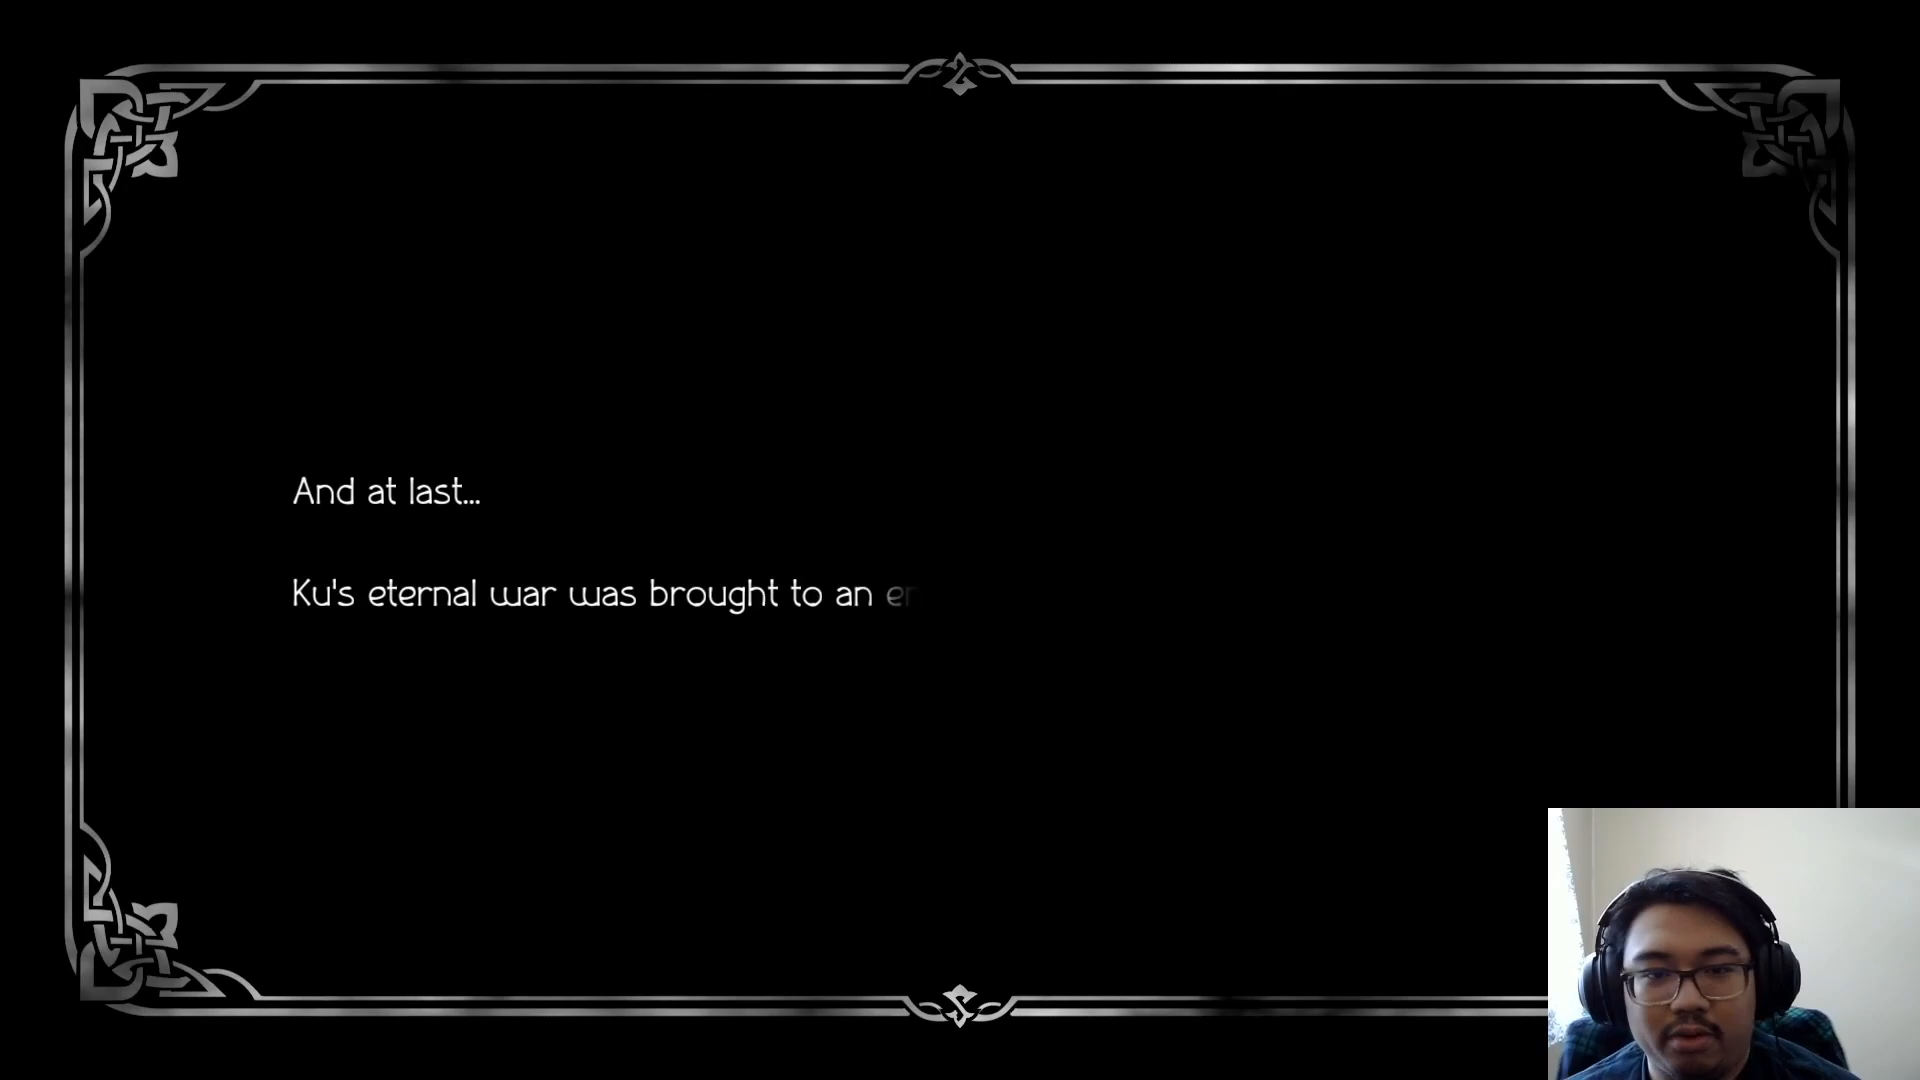 And at last...
Ku's eternal war was brought to an